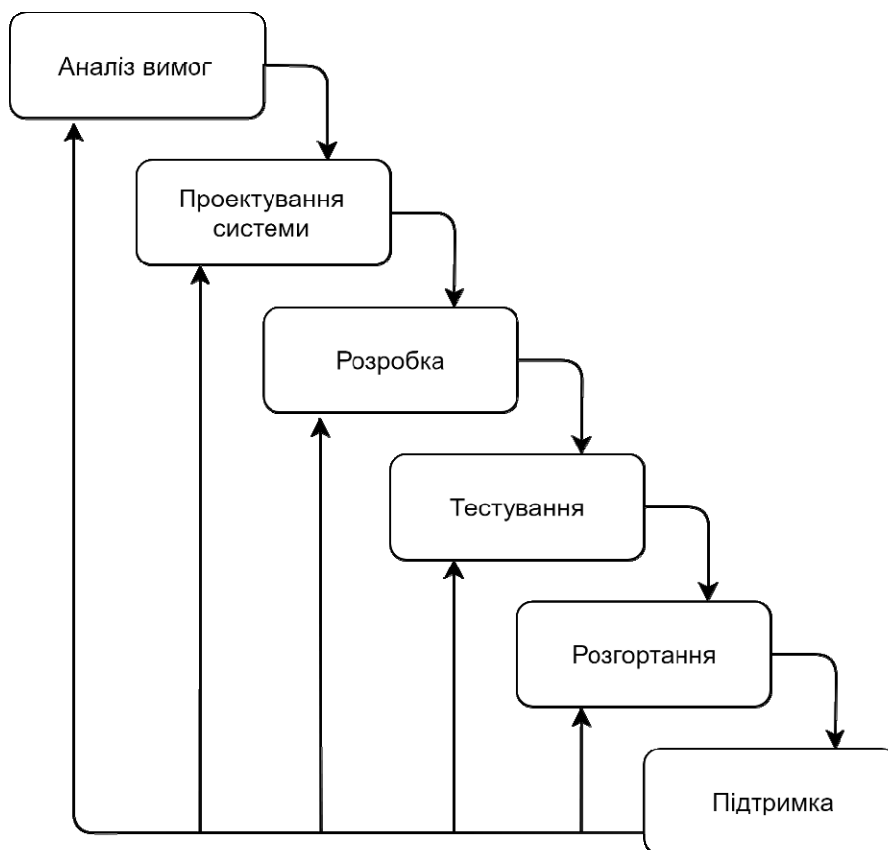 Аналіз вимог
Проектування
системи
Розробка
Тестування
Розгортання
Підтримка